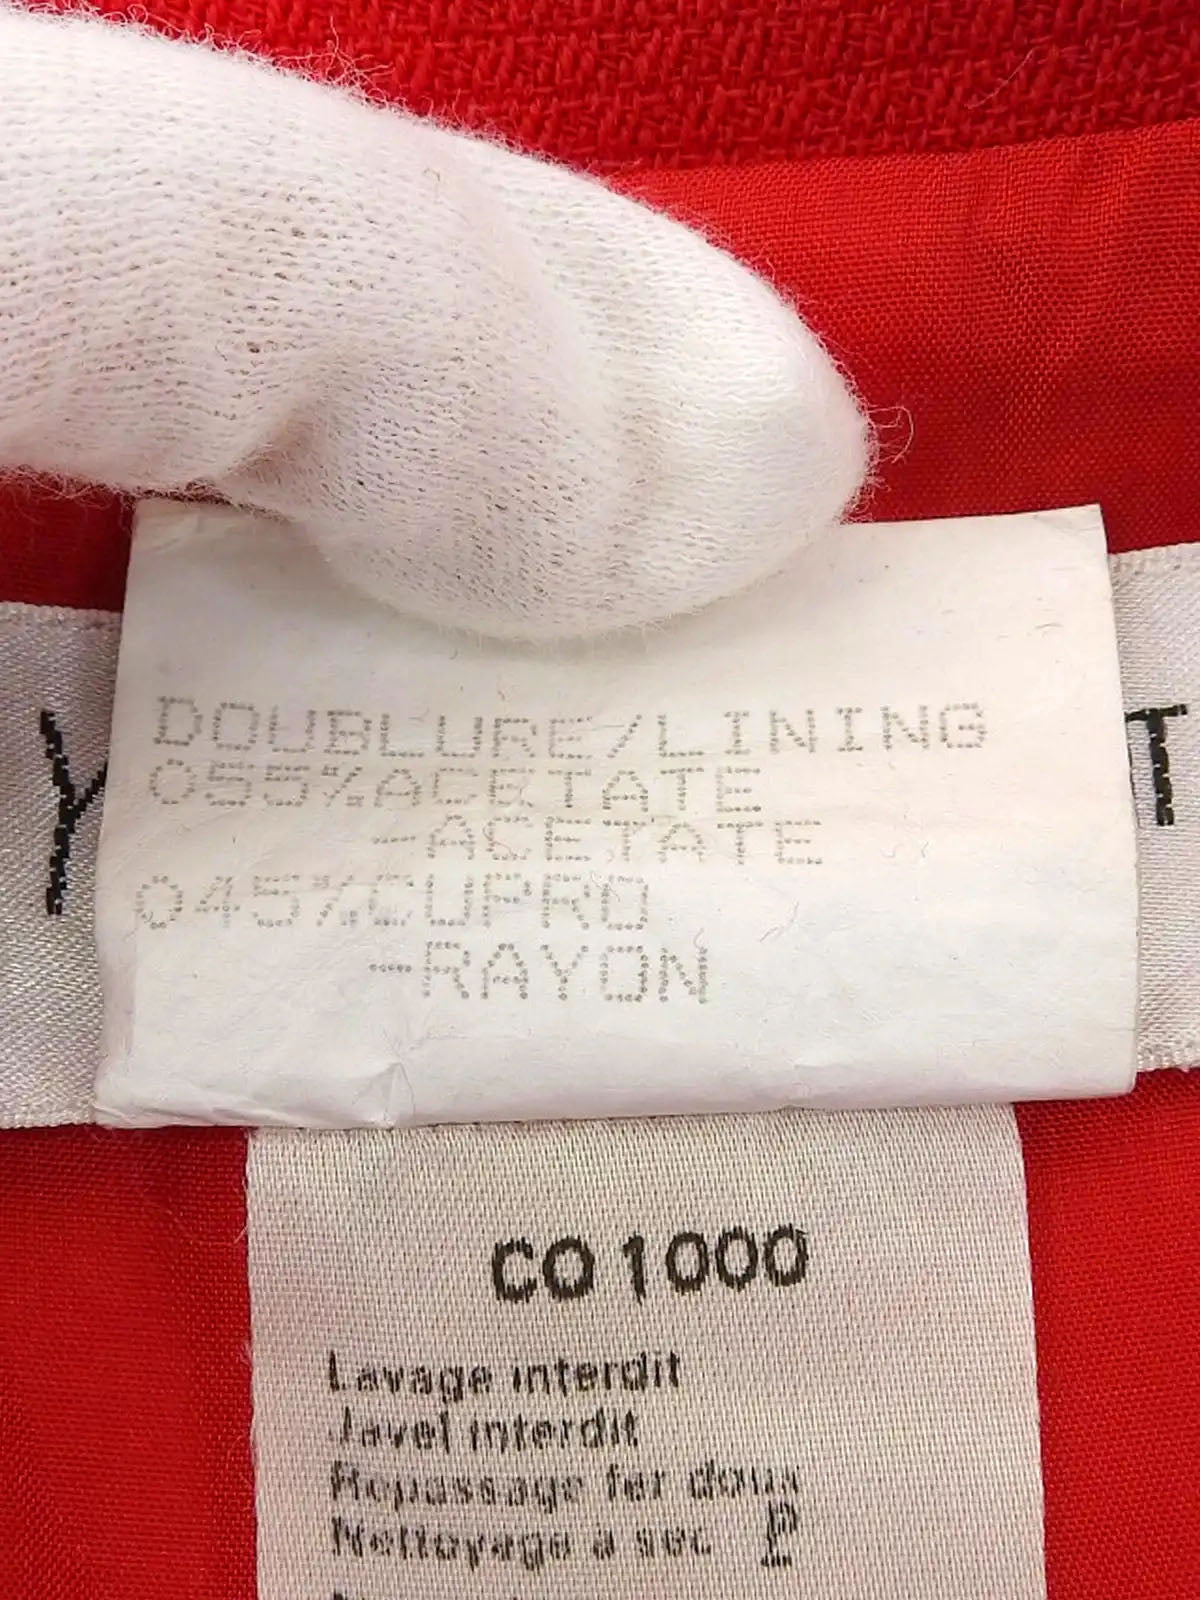 DOUBLURE/LINING
055%ACETATE
=ACETATE
045%CUPRO
=RAYON
Y
T
CO 1000
Lavage interdit
Javel interdit
Repassage fer doux
Nettoyage a sec P